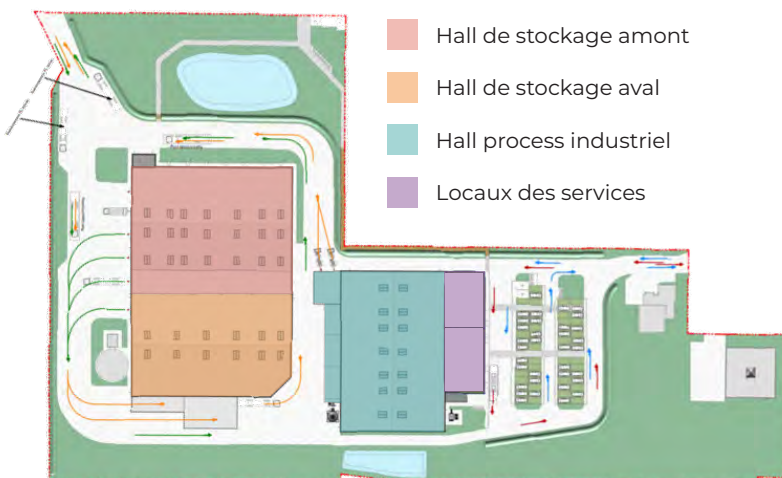 Hall de stockage amont
Hall de stockage aval
Hall process industriel
Locaux des services